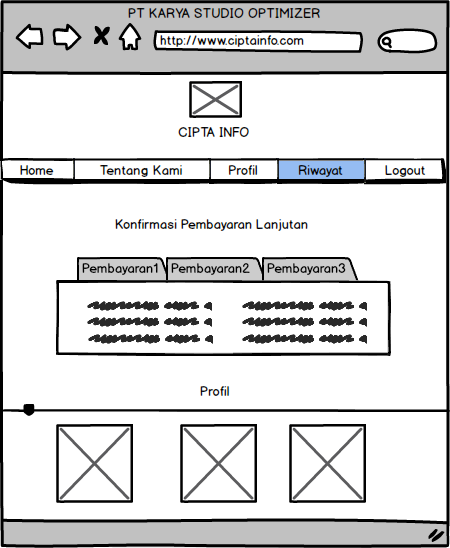 PT KARYA STUDIO OPTIMIZER
http://www.ciptainfo.com
CIPTA INFO
Home Tentang Kami Profil Riwayat Logout
Konfirmasi Pembayaran Lanjutan
Pembayaran1 Pembayaran2 Pembayaran3
Profil